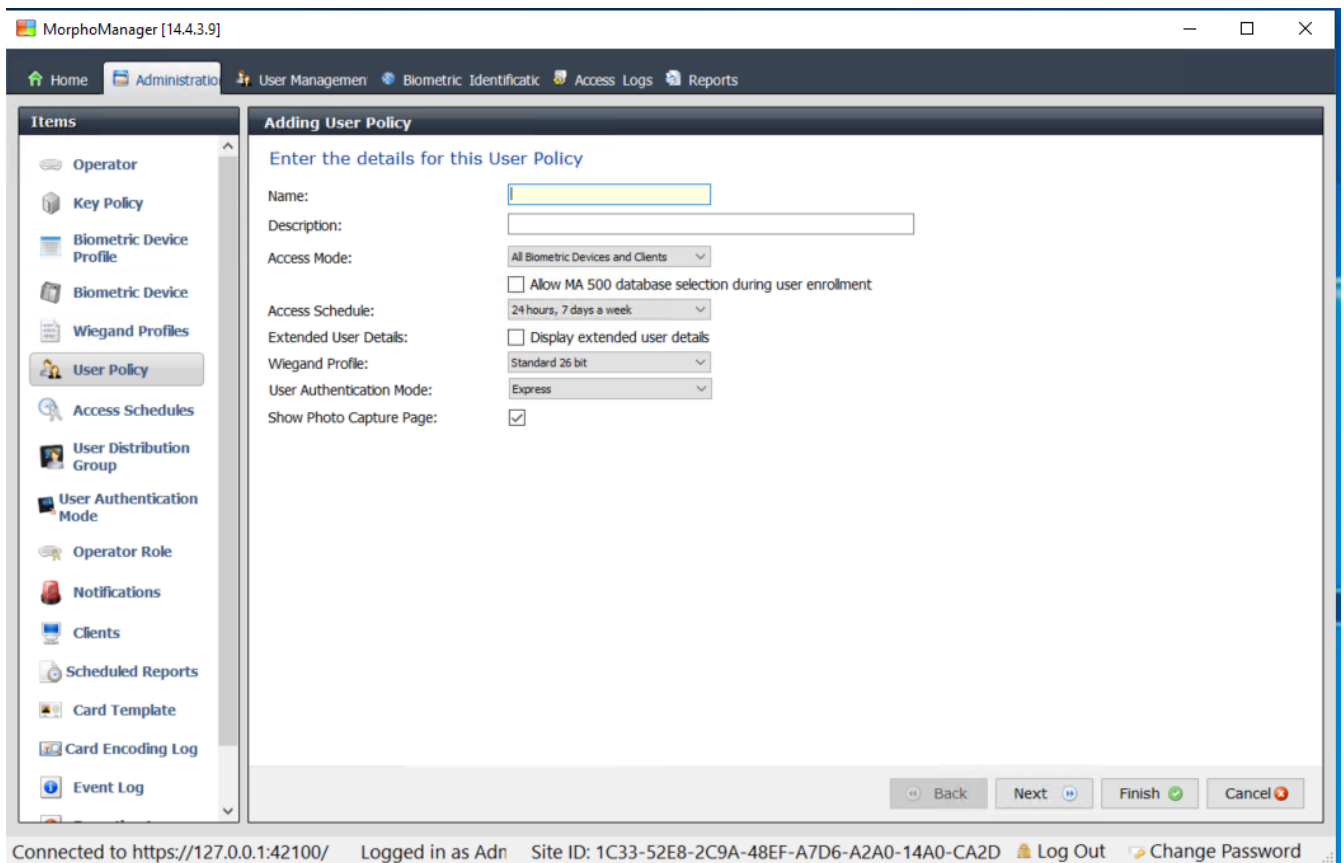 MorphoManager [14.4.3.9]
Home Administratio User Managemen Biometric Identificatic Access Logs Reports
Items
Operator
Key Policy
Biometric Device
Profile
Biometric Device
Wiegand Profiles
User Policy
Access Schedules
User Distribution
Group
User Authentication
Mode
Operator Role
Notifications
Clients
Scheduled Reports
Card Template
Card Encoding Log
Event Log
Adding User Policy
Enter the details for this User Policy
Name:
Description:
Access Mode: All Biometric Devices and Clients
Allow MA 500 database selection during user enrollment
Access Schedule: 24 hours, 7 days a week
Extended User Details: Display extended user details
Wiegand Profile: Standard 26 bit
User Authentication Mode: Express
Show Photo Capture Page:
Back Next Finish Cancel
Connected to https://127.0.0.1:42100/ Logged in as Adn Site ID: 1C33-52E8-2C9A-48EF-A7D6-A2A0-14A0-CA2D Log Out Change Password